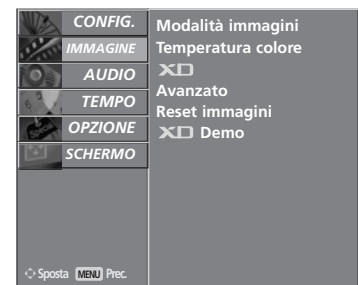 CONFIG.
IMMAGINE
AUDIO
TEMPO
OPZIONE
SCHERMO
Modalità immagini
Temperatura colore
XD
Avanzato
Reset immagini
XD Demo
Sposta MENU Prec.